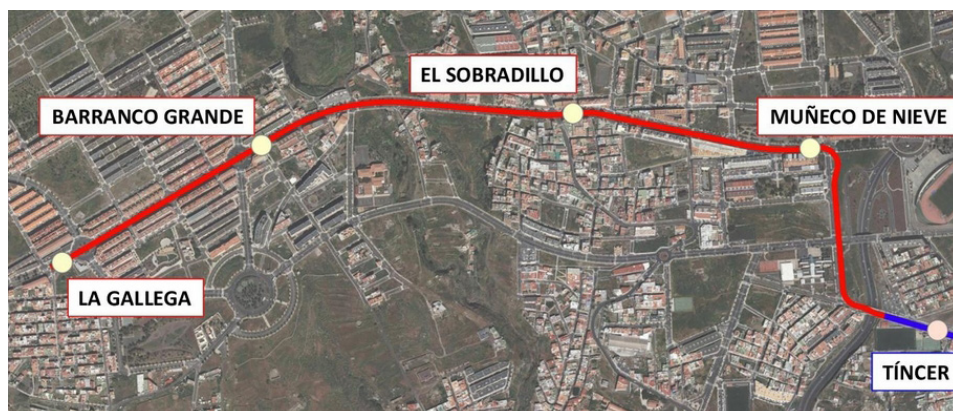 EL SOBRADILLO
BARRANCO GRANDE
MUÑECO DE NIEVE
LA GALLEGA
TÍNCER